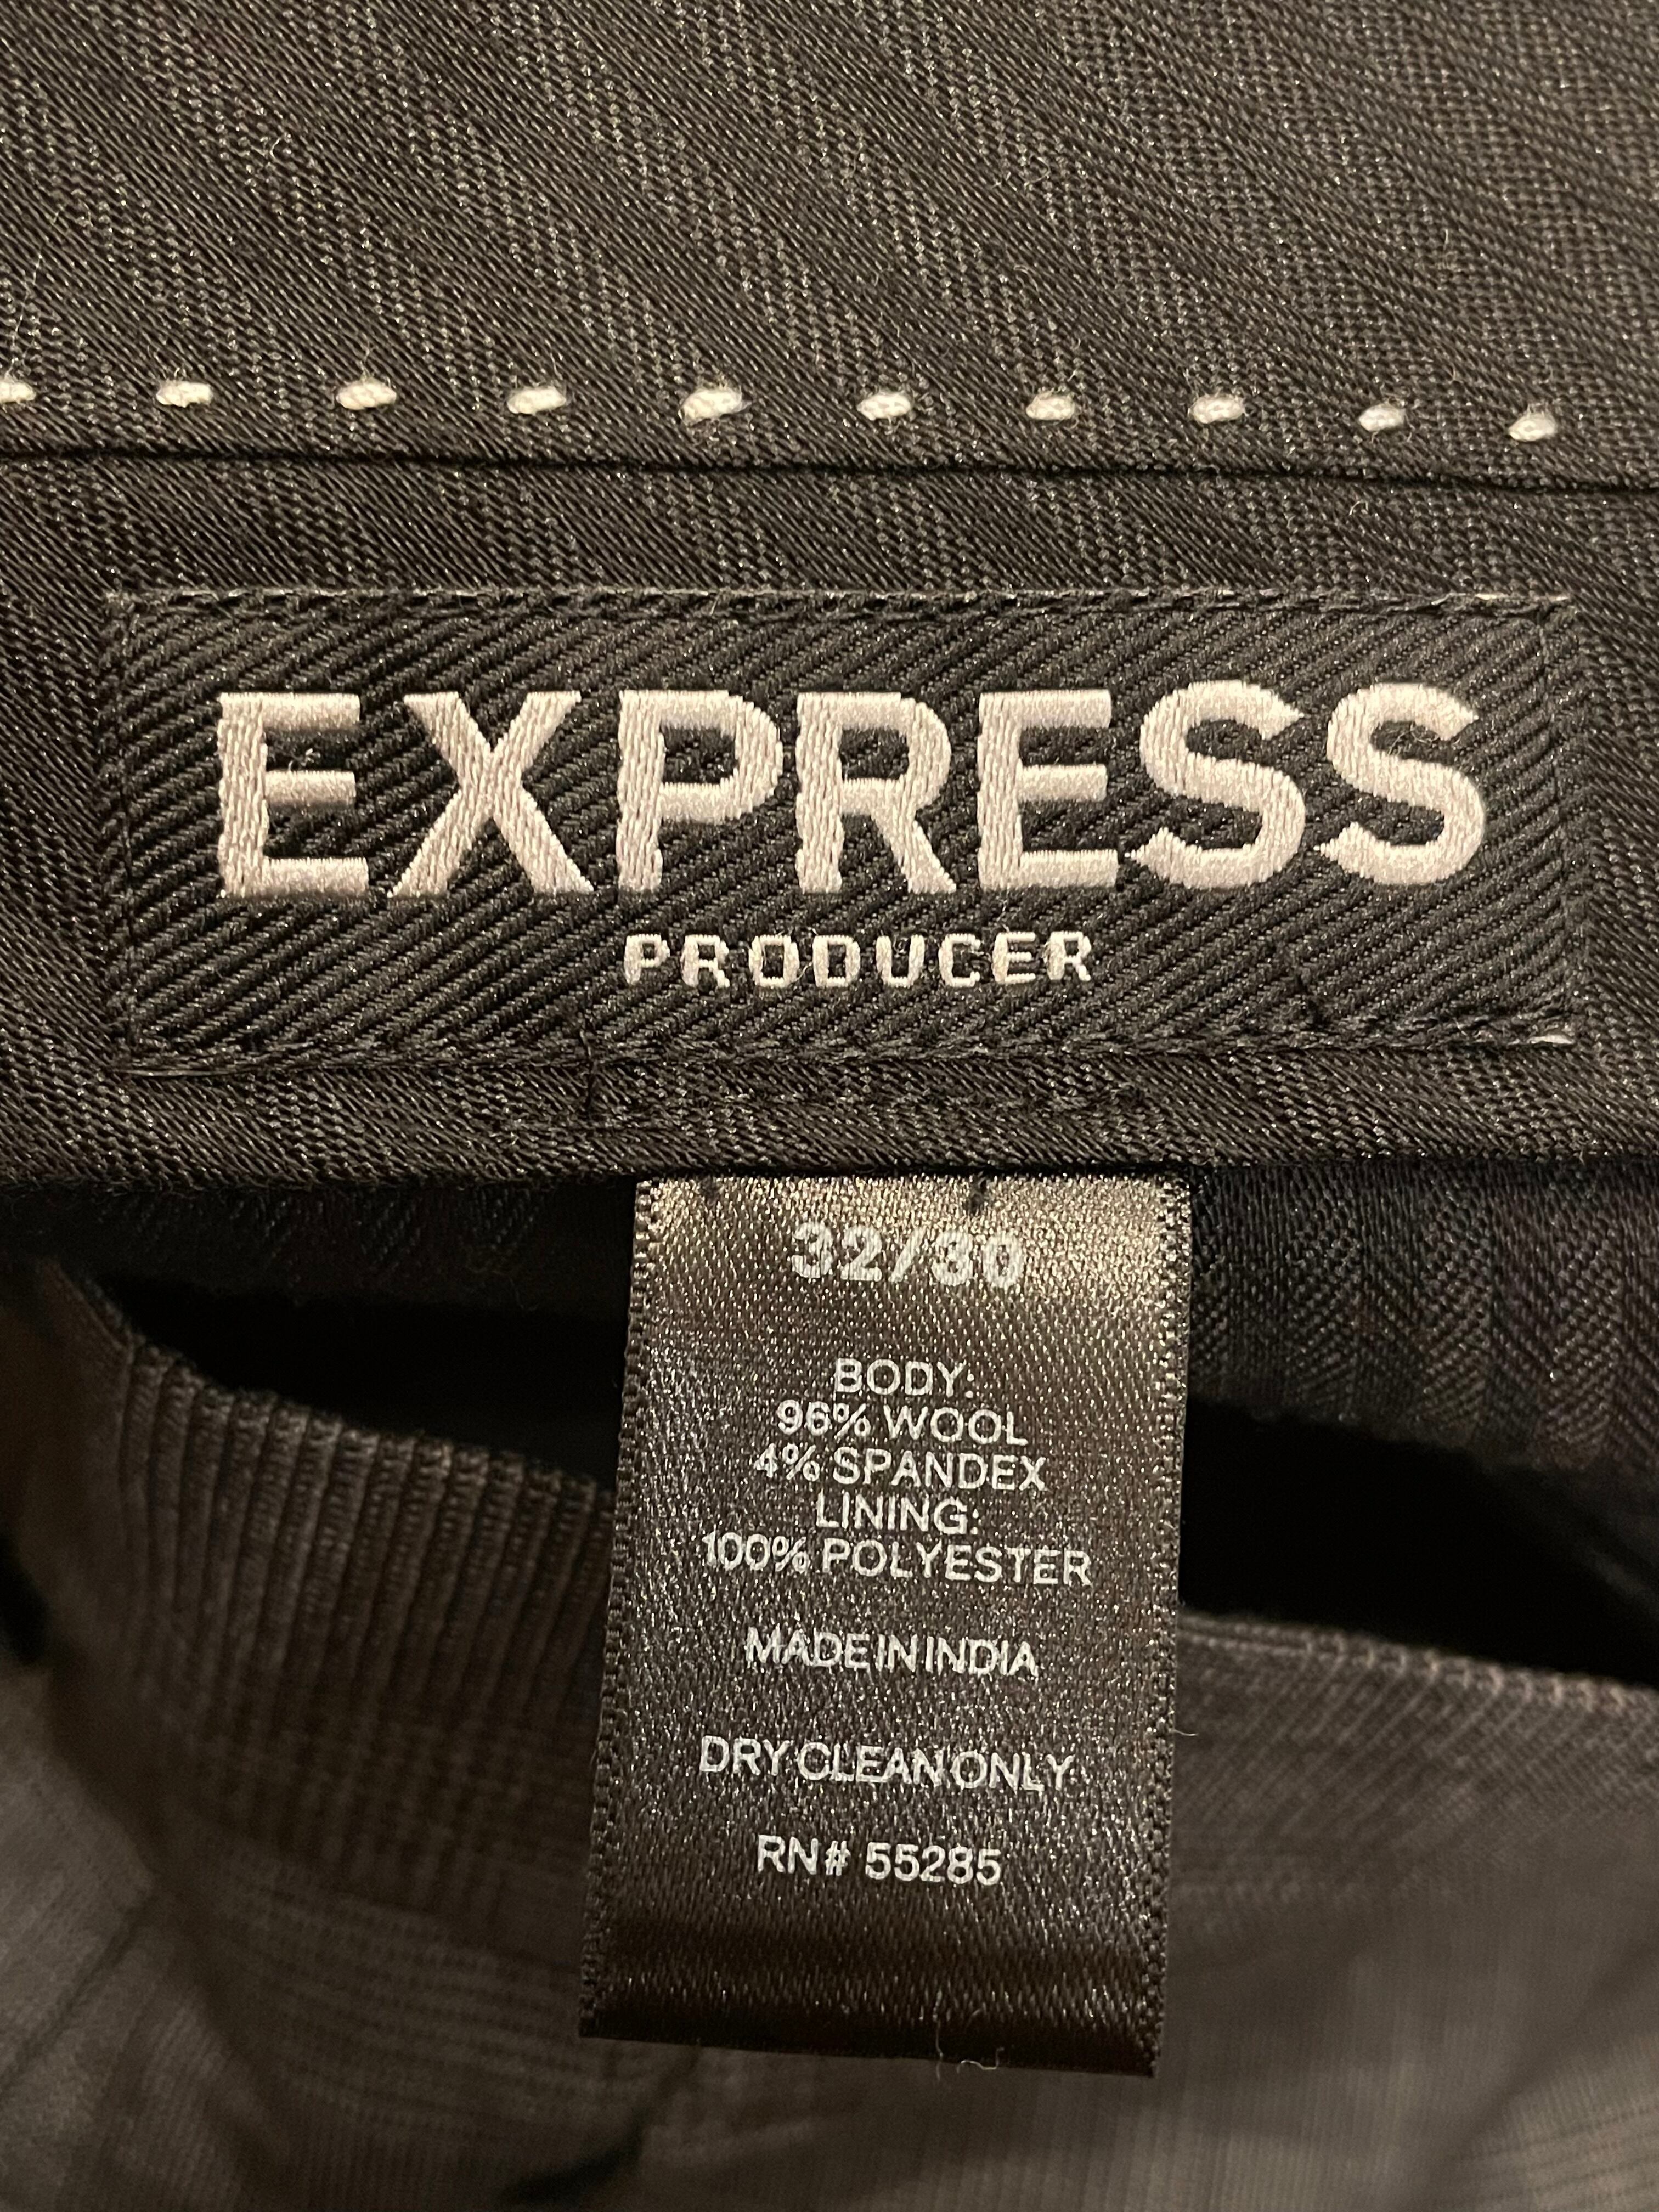 EXPRESS
PRODUCER
32/30
BODY:
96% WOOL
4% SPANDEX
LINING:
100% POLYESTER
MADE IN INDIA
DRY CLEAN ONLY
RN# 55285